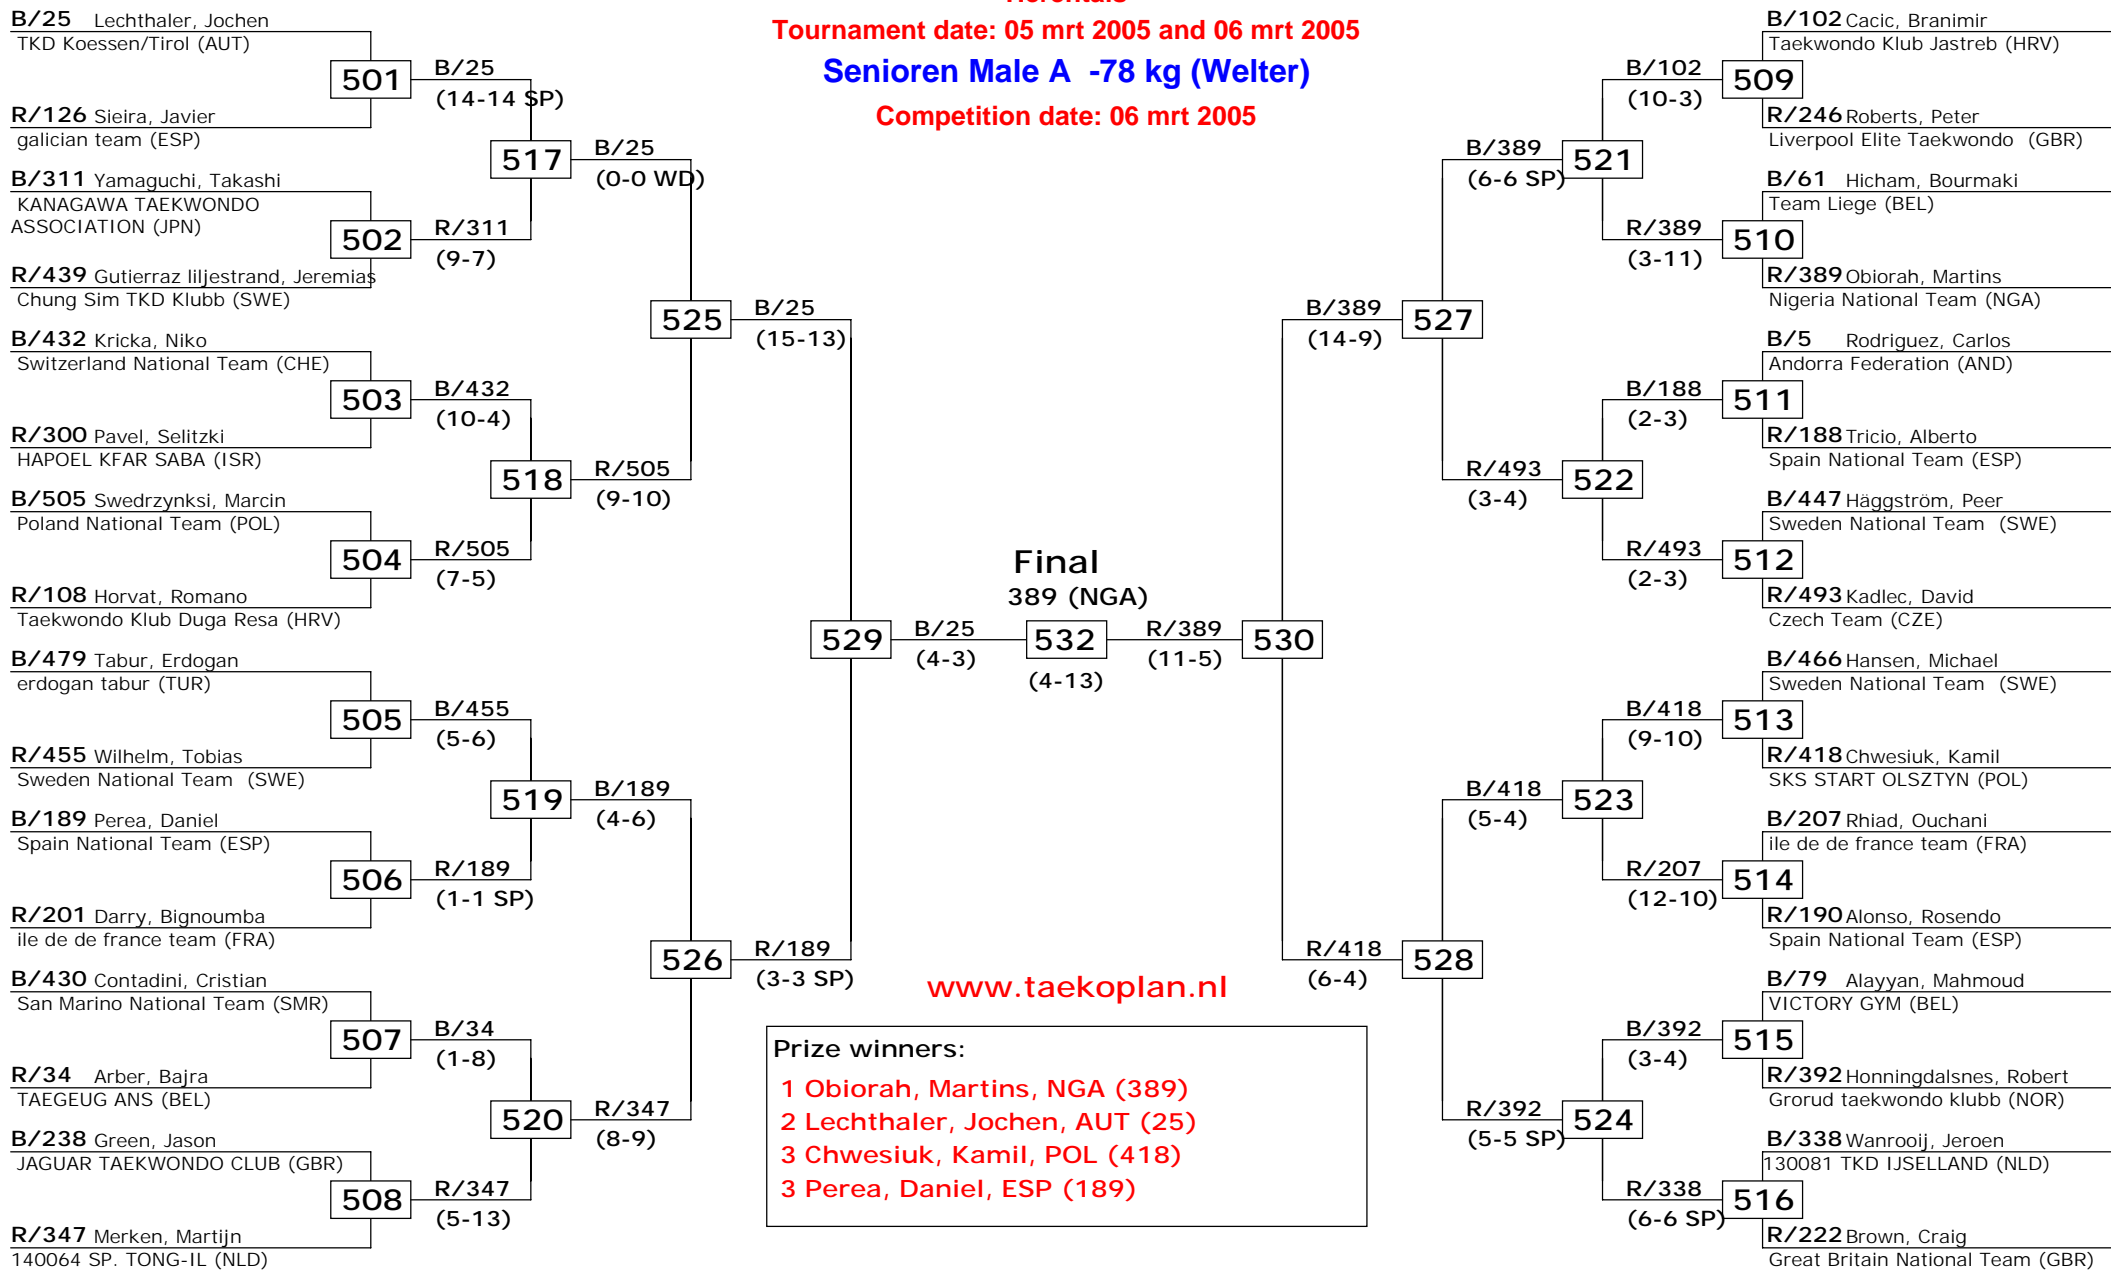 Herentals
Tournament date: 05 mrt 2005 and 06 mrt 2005
Senioren Male A -78 kg (Welter)
Competition date: 06 mrt 2005
B/25 Lechthaler, Jochen
TKD Koessen/Tirol (AUT)
501
R/126 Sieira, Javier
galician team (ESP)
B/311 Yamaguchi, Takashi
KANAGAWA TAEKWONDO
ASSOCIATION (JPN)
502
R/439 Gutierraz liljestrand, Jeremias
Chung Sim TKD Klubb (SWE)
B/432 Kricka, Niko
Switzerland National Team (CHE)
503
R/300 Pavel, Selitzki
HAPOEL KFAR SABA (ISR)
B/505 Swedrzynksi, Marcin
Poland National Team (POL)
504
R/108 Horvat, Romano
Taekwondo Klub Duga Resa (HRV)
B/479 Tabur, Erdogan
erdogan tabur (TUR)
505
R/455 Wilhelm, Tobias
Sweden National Team (SWE)
B/189 Perea, Daniel
Spain National Team (ESP)
506
R/201 Darry, Bignoumba
ile de de france team (FRA)
B/430 Contadini, Cristian
San Marino National Team (SMR)
507
R/34 Arber, Bajra
TAEGEUG ANS (BEL)
B/238 Green, Jason
JAGUAR TAEKWONDO CLUB (GBR)
508
R/347 Merken, Martijn
140064 SP. TONG-IL (NLD)
B/25
(14-14 SP)
517
R/311
(9-7)
B/432
(10-4)
518
R/505
(7-5)
B/455
(5-6)
519
R/189
(1-1 SP)
B/34
(1-8)
520
R/347
(5-13)
B/25
(0-0 WD)
525
R/505
(9-10)
B/189
(4-6)
526
R/347
(8-9)
B/25
(15-13)
529
R/189
(3-3 SP)
B/25
(4-3)
Final
389 (NGA)
532
(4-13)
R/389
(11-5)
530
B/389
(14-9)
527
R/418
(6-4)
528
B/389
(6-6 SP)
521
R/493
(3-4)
522
B/418
(5-4)
523
R/392
(5-5 SP)
524
B/102
(10-3)
R/389
(3-11)
B/188
(2-3)
R/493
(2-3)
B/418
(9-10)
R/207
(12-10)
B/392
(3-4)
R/338
(6-6 SP)
B/102 Cacic, Branimir
Taekwondo Klub Jastreb (HRV)
509
R/246 Roberts, Peter
Liverpool Elite Taekwondo (GBR)
B/61 Hicham, Bourmaki
Team Liege (BEL)
510
R/389 Obiorah, Martins
Nigeria National Team (NGA)
B/5 Rodriguez, Carlos
Andorra Federation (AND)
511
R/188 Tricio, Alberto
Spain National Team (ESP)
B/447 Häggström, Peer
Sweden National Team (SWE)
512
R/493 Kadlec, David
Czech Team (CZE)
B/466 Hansen, Michael
Sweden National Team (SWE)
513
R/418 Chwesiuk, Kamil
SKS START OLSZTYN (POL)
B/207 Rhiad, Ouchani
ile de de france team (FRA)
514
R/190 Alonso, Rosendo
Spain National Team (ESP)
B/79 Alayyan, Mahmoud
VICTORY GYM (BEL)
515
R/392 Honningdalsnes, Robert
Grorud taekwondo klubb (NOR)
B/338 Wanrooij, Jeroen
130081 TKD IJSELLAND (NLD)
516
R/222 Brown, Craig
Great Britain National Team (GBR)
www.taekoplan.nl
Prize winners:
1 Obiorah, Martins, NGA (389)
2 Lechthaler, Jochen, AUT (25)
3 Chwesiuk, Kamil, POL (418)
3 Perea, Daniel, ESP (189)